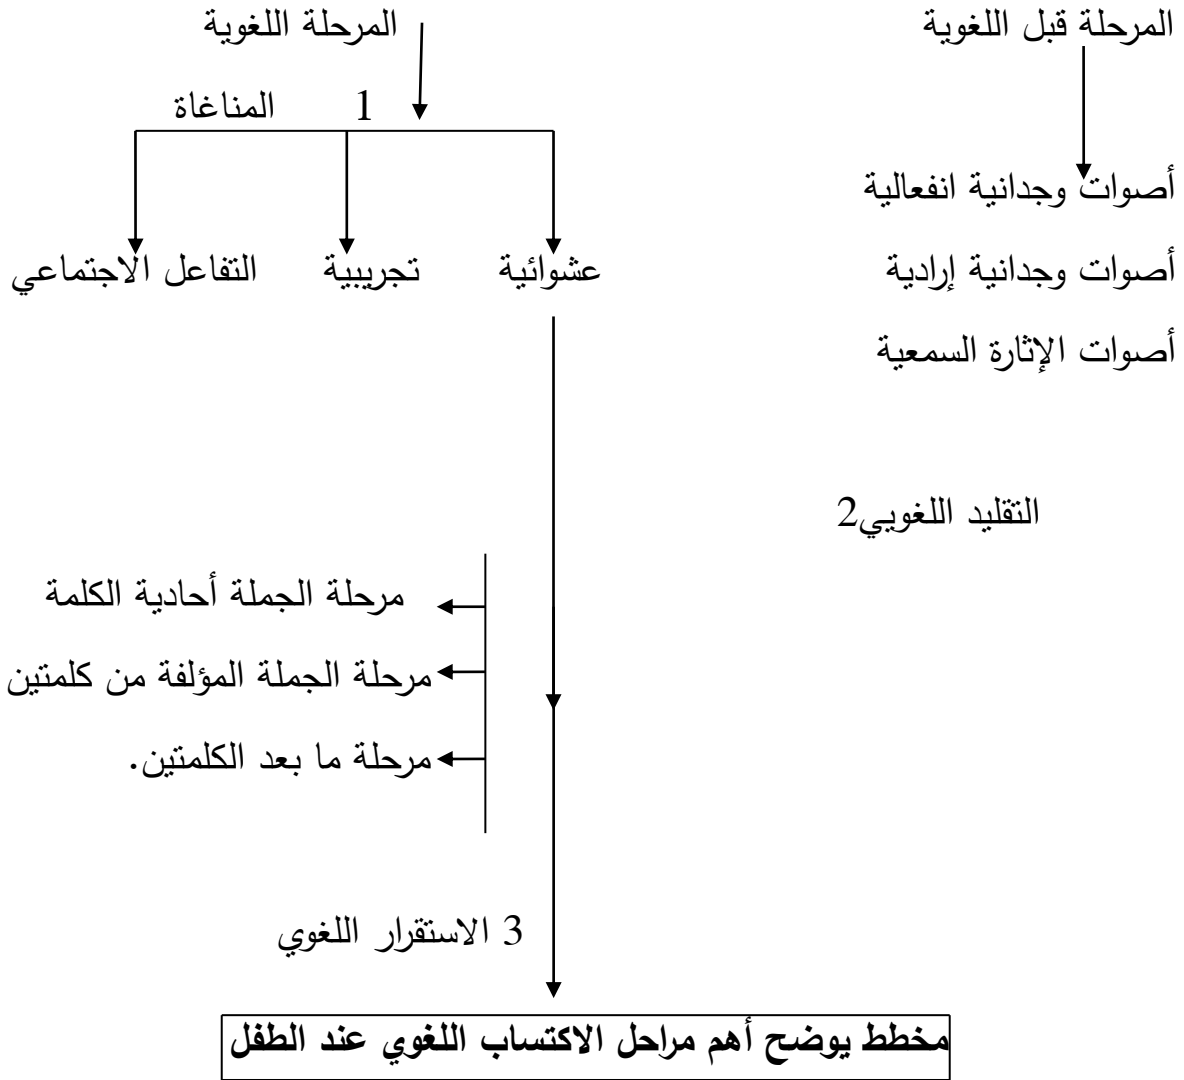 المرحلة قبل اللغوية
المرحلة اللغوية
1 المناغاة
أصوات وجدانية انفعالية
أصوات وجدانية إرادية
عشوائية
تجريبية
التفاعل الاجتماعي
أصوات الإثارة السمعية
التقليد اللغويي2
مرحلة الجملة أحادية الكلمة
مرحلة الجملة المؤلفة من كلمتين
مرحلة ما بعد الكلمتين.
3 الاستقرار اللغوي
مخطط يوضح أهم مراحل الاكتساب اللغوي عند الطفل